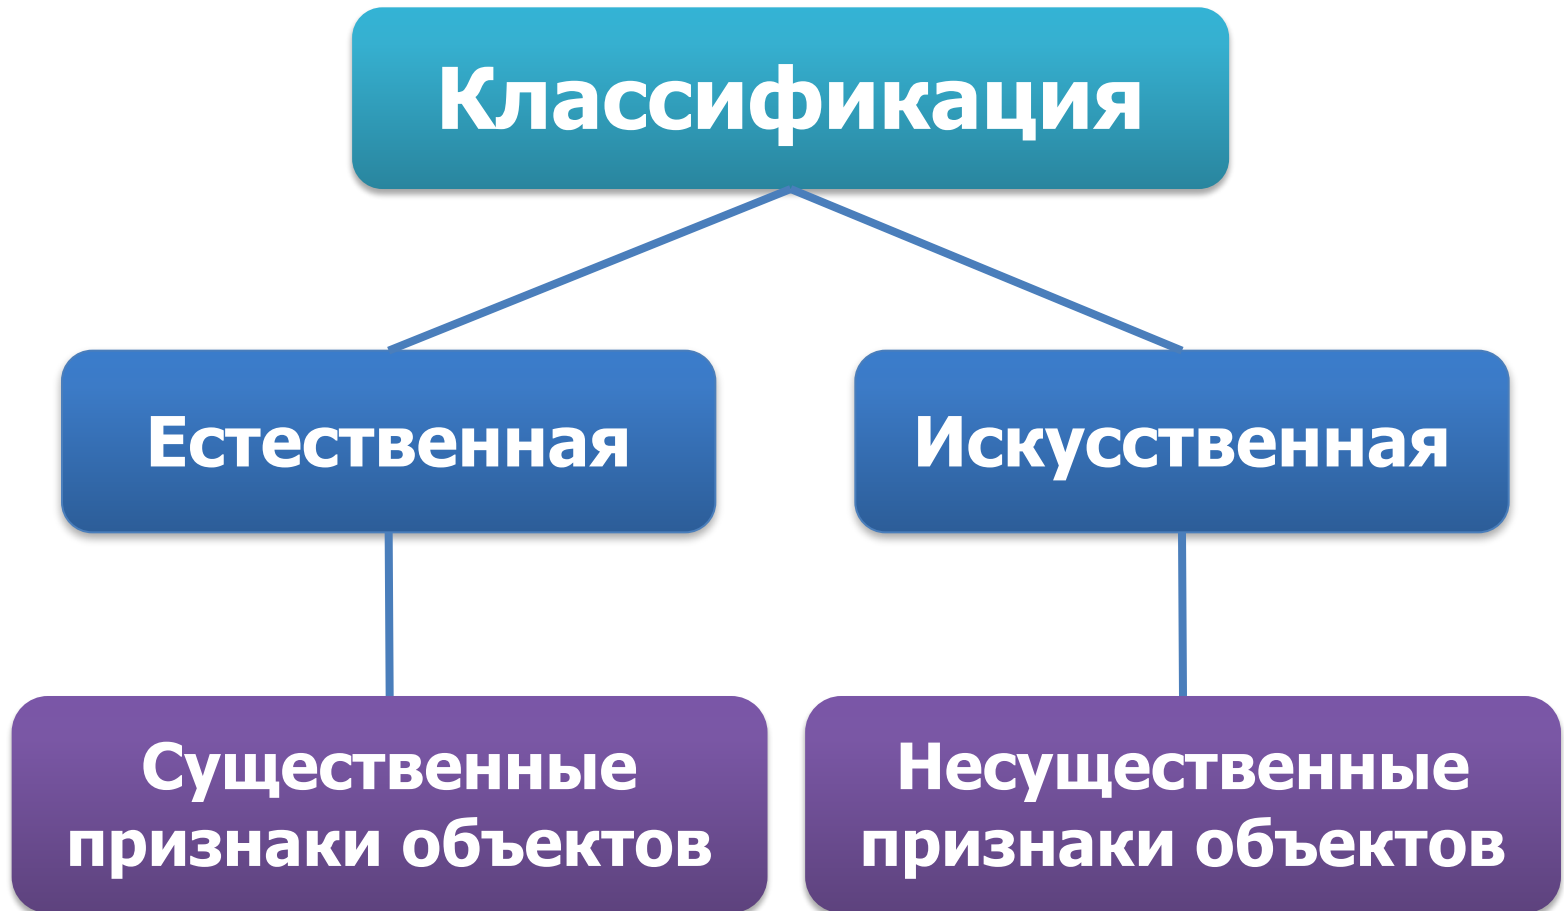 Классификация
Естественная
Искусственная
Существенные
признаки объектов
Несущественные
признаки объектов